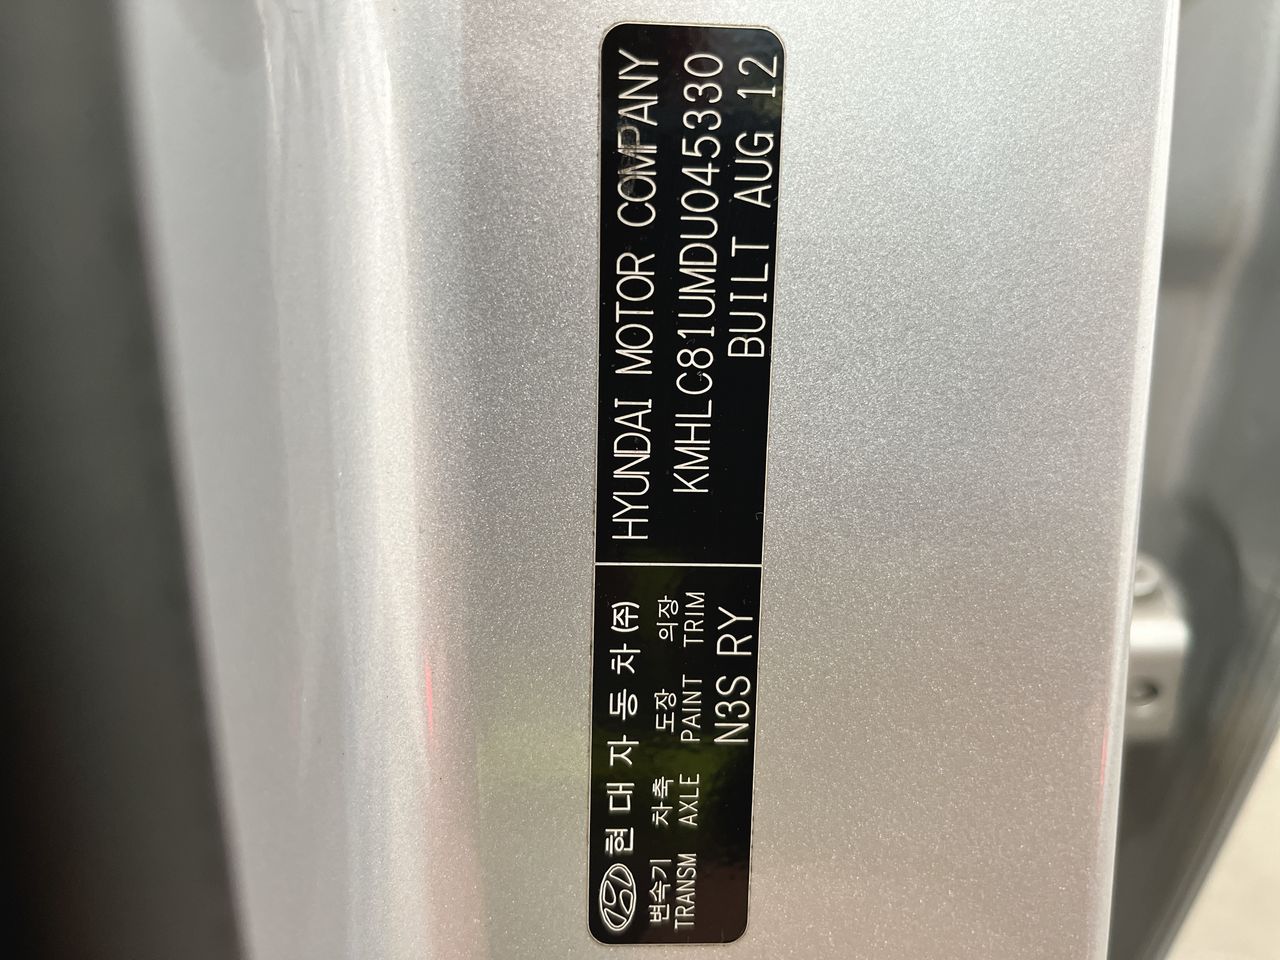 현대자동차(주)
변속기 차축 도장 의장
TRANSM AXLE PAINT TRIM
N3S RY
HYUNDAI MOTOR COMPANY
KMHLC81UMDU045330
BUILT AUG 12